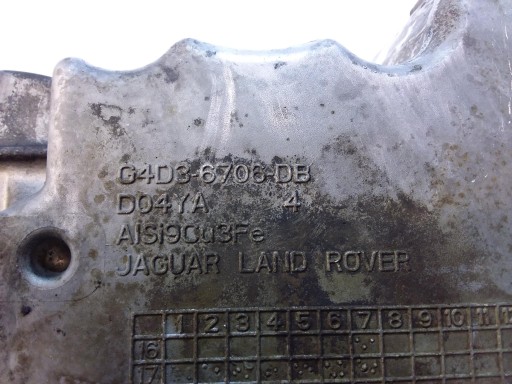 G4D3-6706-DB
D04YA 4
AlSi9Cu3Fe
JAGUAR LAND ROVER
1 2 3 4 5 6 7 8 9 10 11
16
17